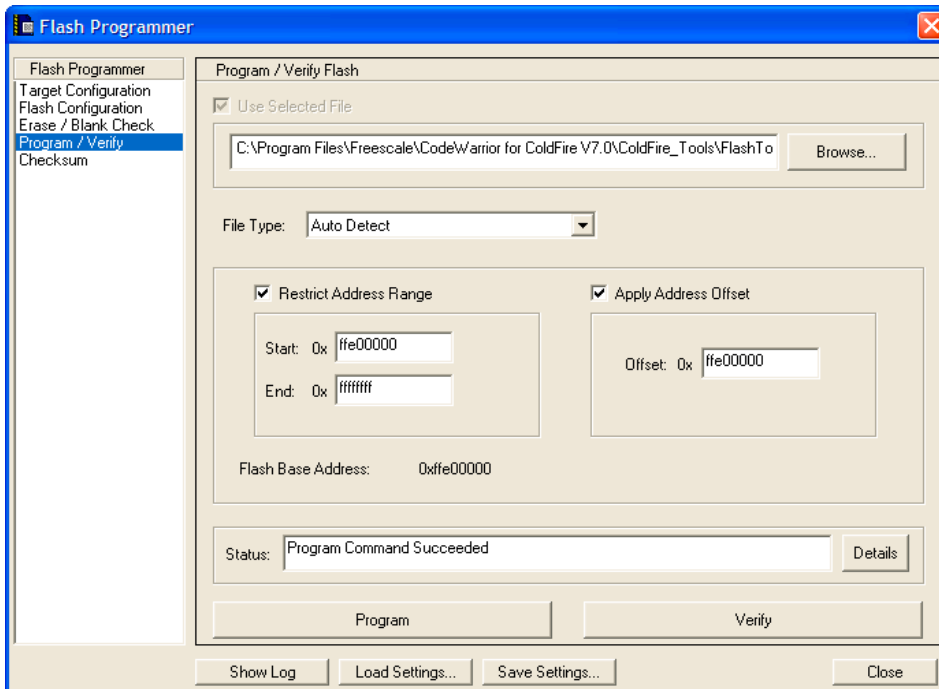 Flash Programmer
Flash Programmer
Target Configuration
Flash Configuration
Erase / Blank Check
Program / Verify
Checksum
Program / Verify Flash
Use Selected File
C:\Program Files\Freescale\CodeWarrior for ColdFire V7.0\ColdFire_Tools\FlashTo
Browse...
File Type: Auto Detect
Restrict Address Range
Start: 0x ffe00000
End: 0x ffffffff
Apply Address Offset
Offset: 0x ffe00000
Flash Base Address: 0xffe00000
Status: Program Command Succeeded
Details
Program
Verify
Show Log
Load Settings...
Save Settings...
Close